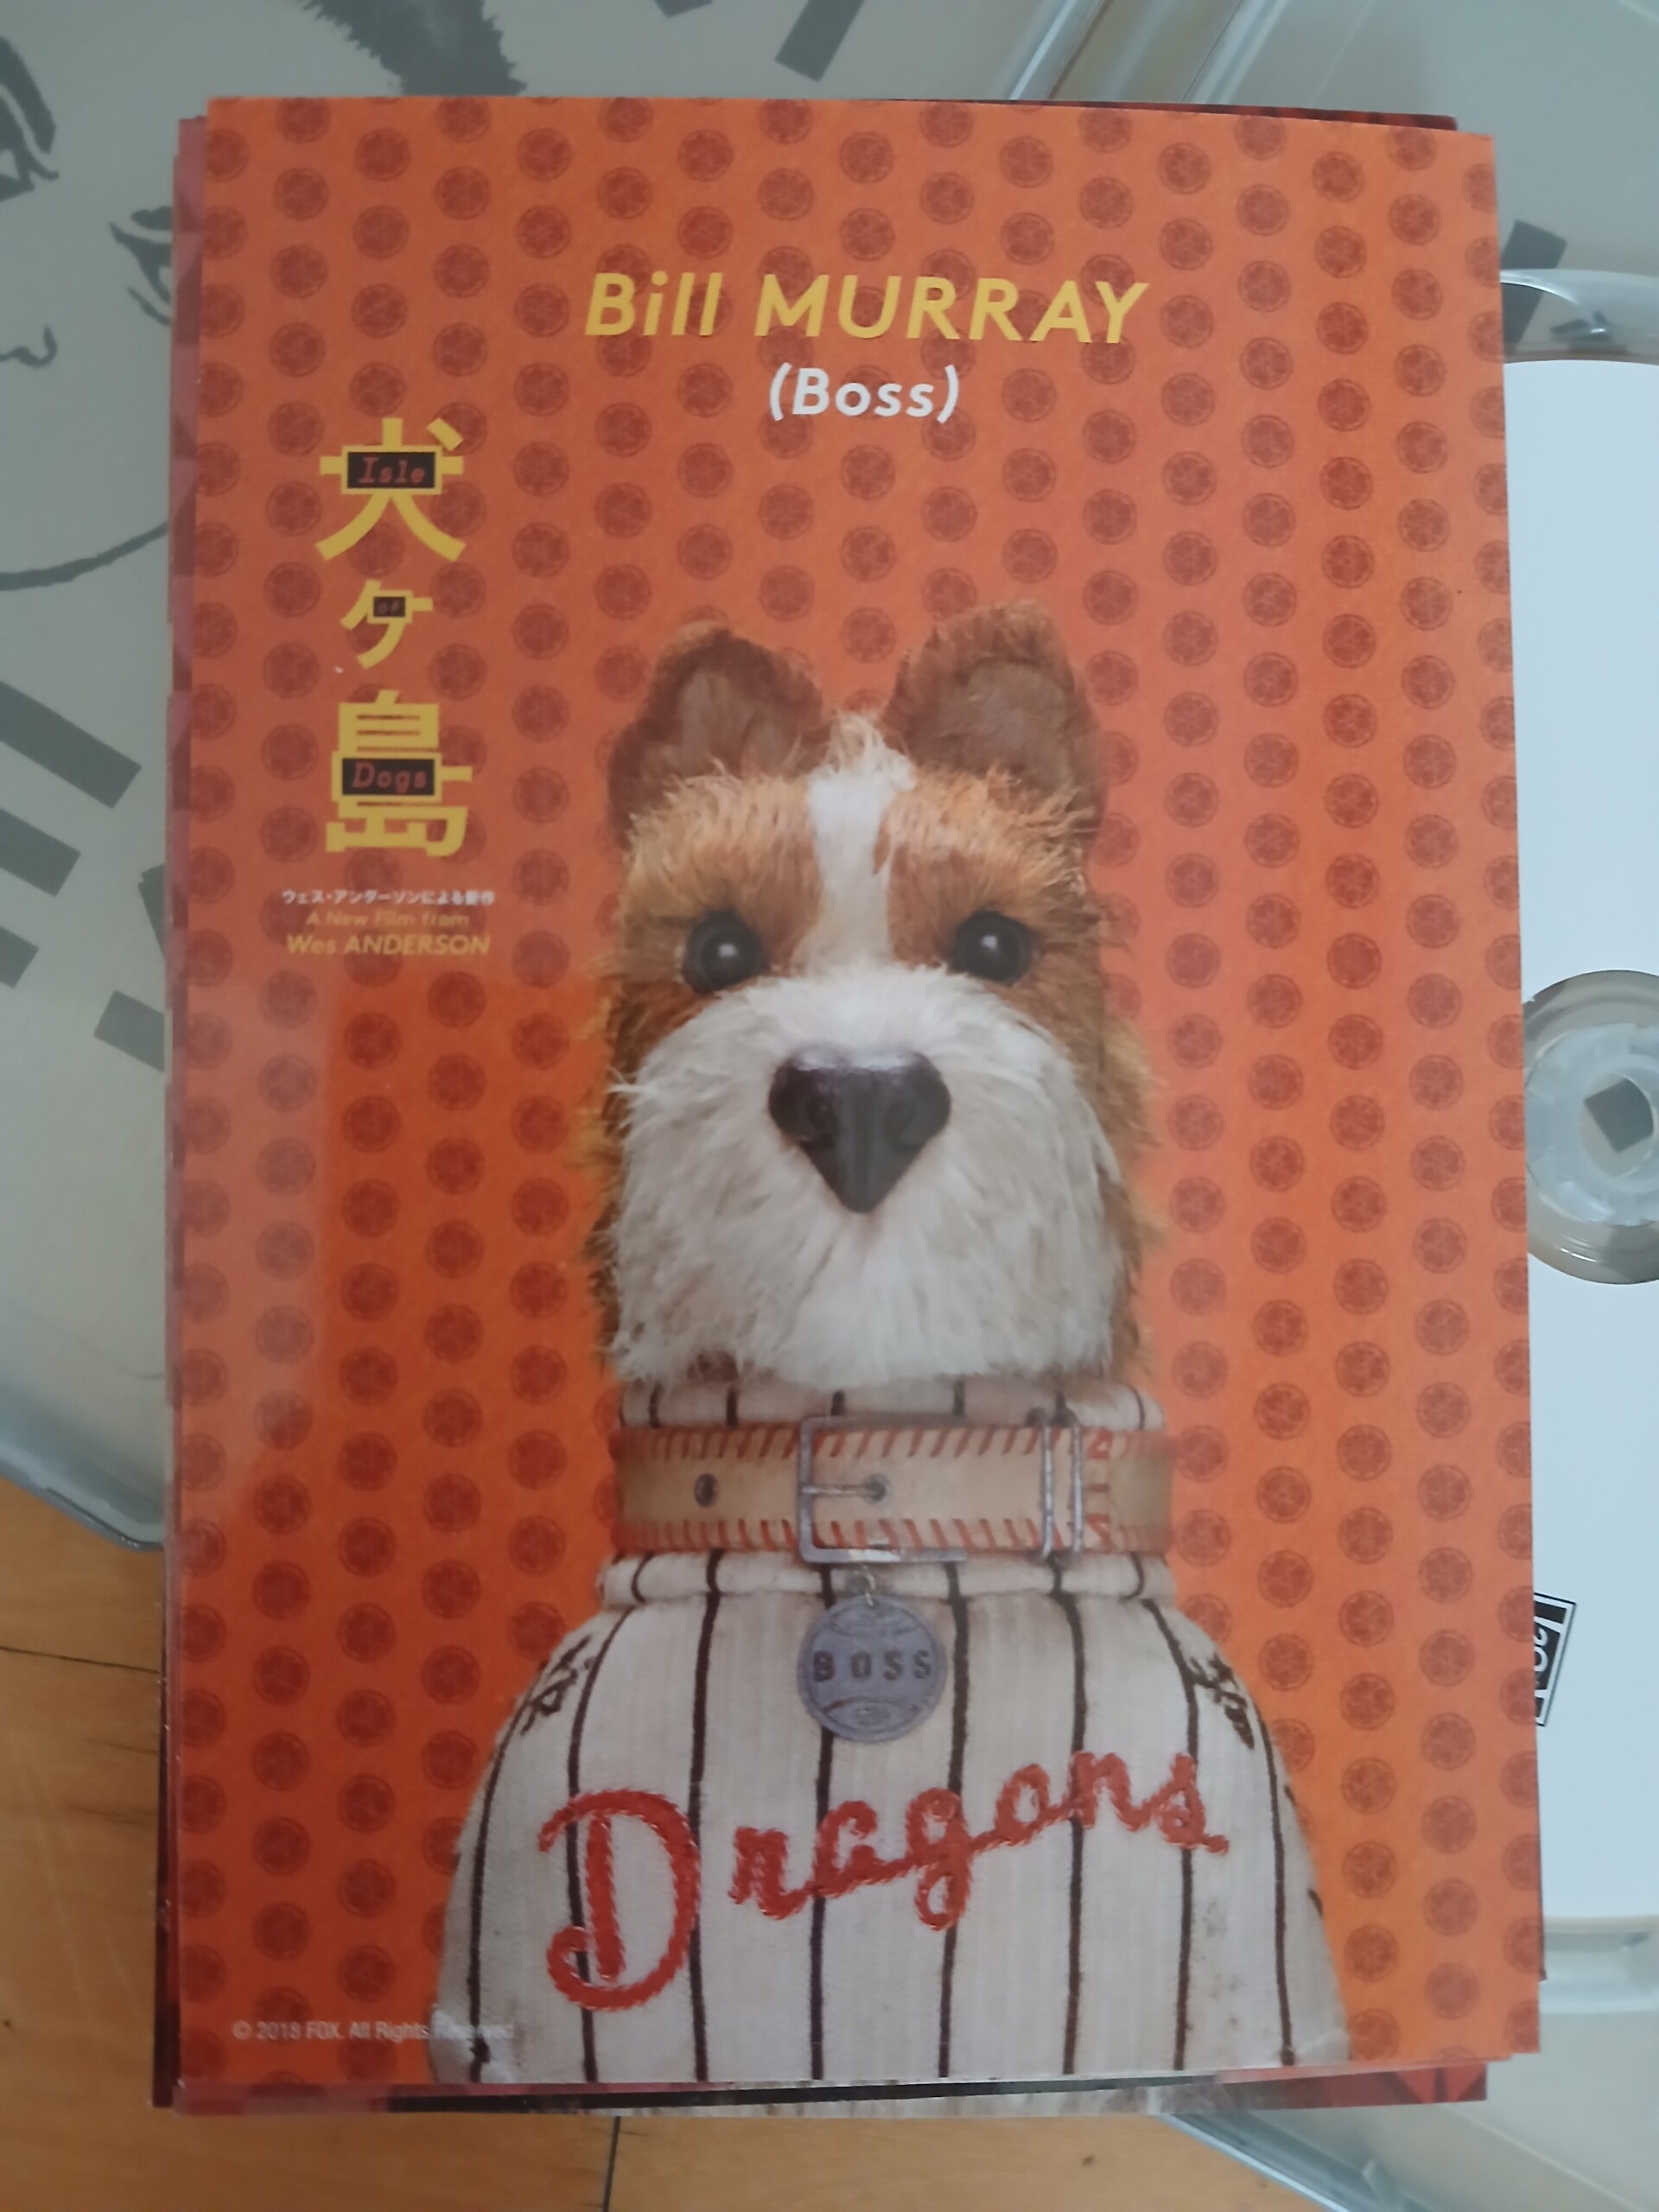 Bill MURRAY
(Boss)
犬ヶ島
Isle
of
Dogs
ウェス・アンダーソンによる新作
A New Film from
Wes ANDERSON
BOSS
Dragons
© 2018 FOX. All Rights Reserved.